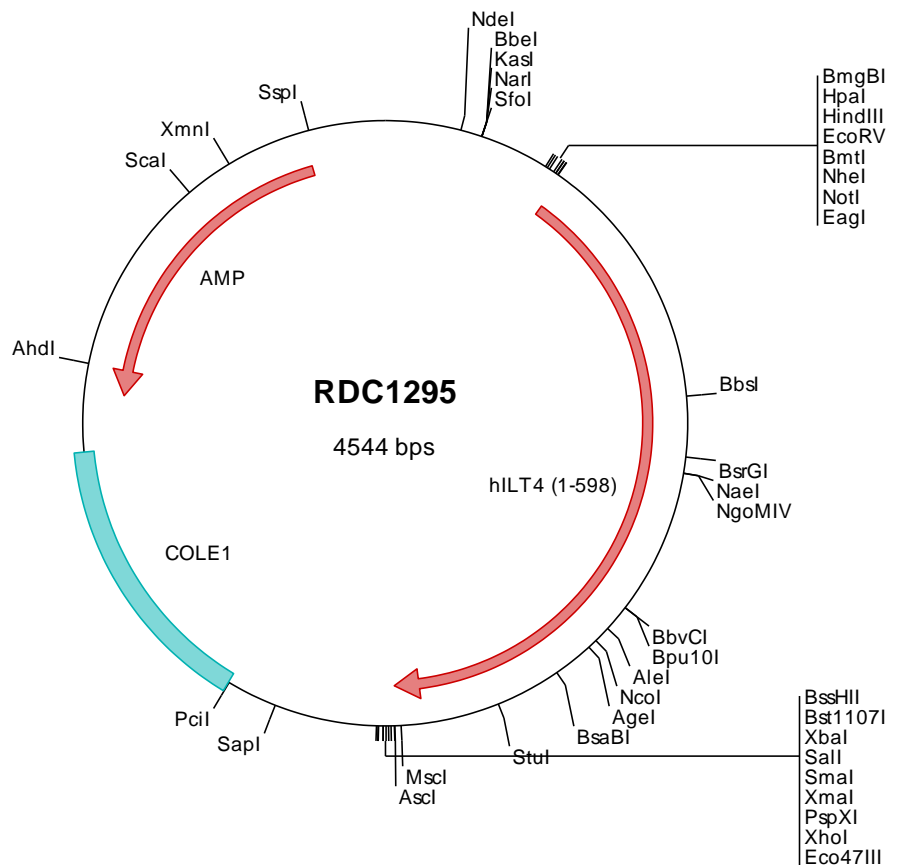 NdeI
BbeI
KasI
NarI
SfoI
SspI
XmnI
ScaI
BmgBI
HpaI
HindIII
EcoRV
BmtI
NheI
NotI
EagI
AMP
AhdI
RDC1295
4544 bps
BbsI
hILT4 (1-598)
BsrGI
NaeI
NgoMIV
COLE1
BbvCI
Bpu10I
AleI
NcoI
AgeI
BsaBI
StuI
PciI
SapI
MscI
AscI
BssHII
Bst1107I
XbaI
SalI
SmaI
XmaI
PspXI
XhoI
Eco47III